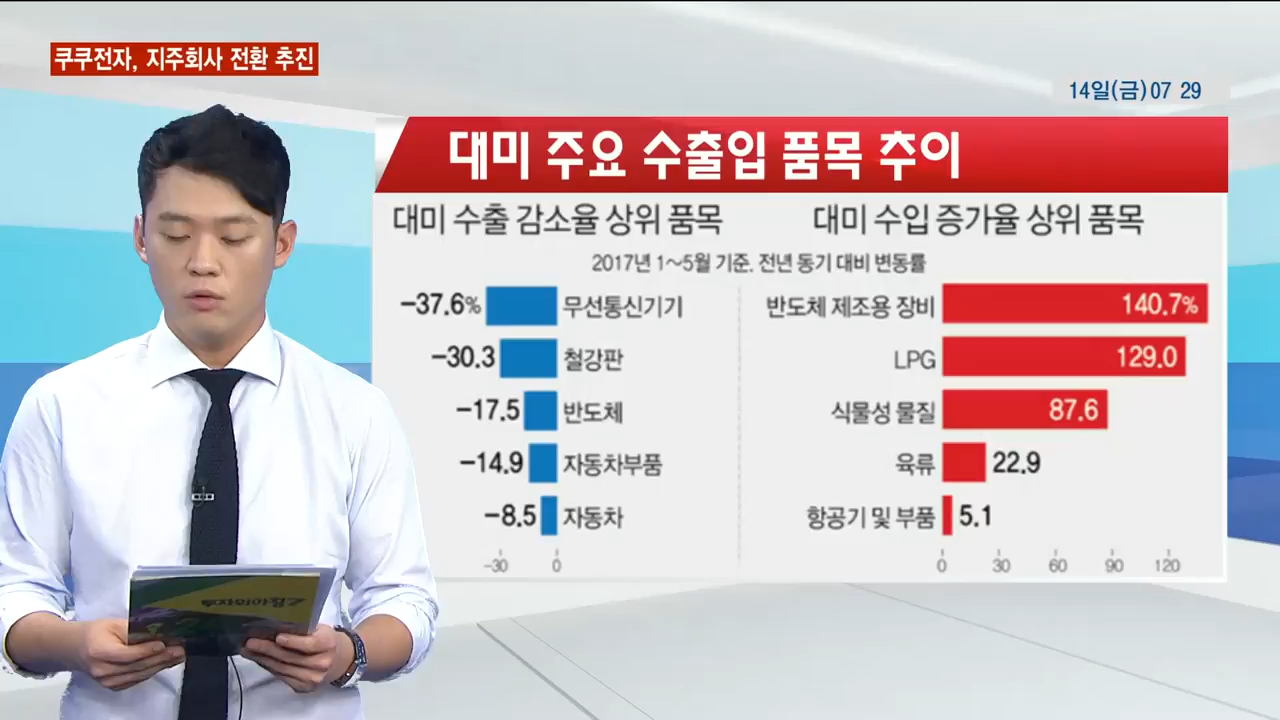 쿠쿠전자, 지주회사 전환 추진
14일(금) 07 29
대미 주요 수출입 품목 추이
대미 수출 감소율 상위 품목
대미 수입 증가율 상위 품목
2017년 1~5월 기준. 전년 동기 대비 변동률
-37.6% 무선통신기기
-30.3 철강판
-17.5 반도체
-14.9 자동차부품
-8.5 자동차
-30 0
반도체 제조용 장비 140.7%
LPG 129.0
식물성 물질 87.6
육류 22.9
항공기 및 부품 5.1
0 30 60 90 120
투자의아침